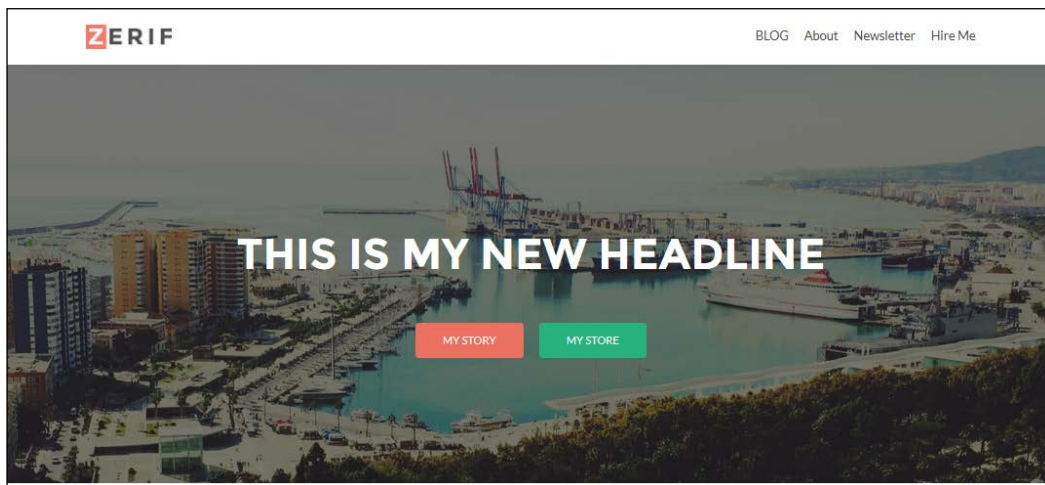 ZERIF
BLOG About Newsletter Hire Me
THIS IS MY NEW HEADLINE
MY STORY MY STORE